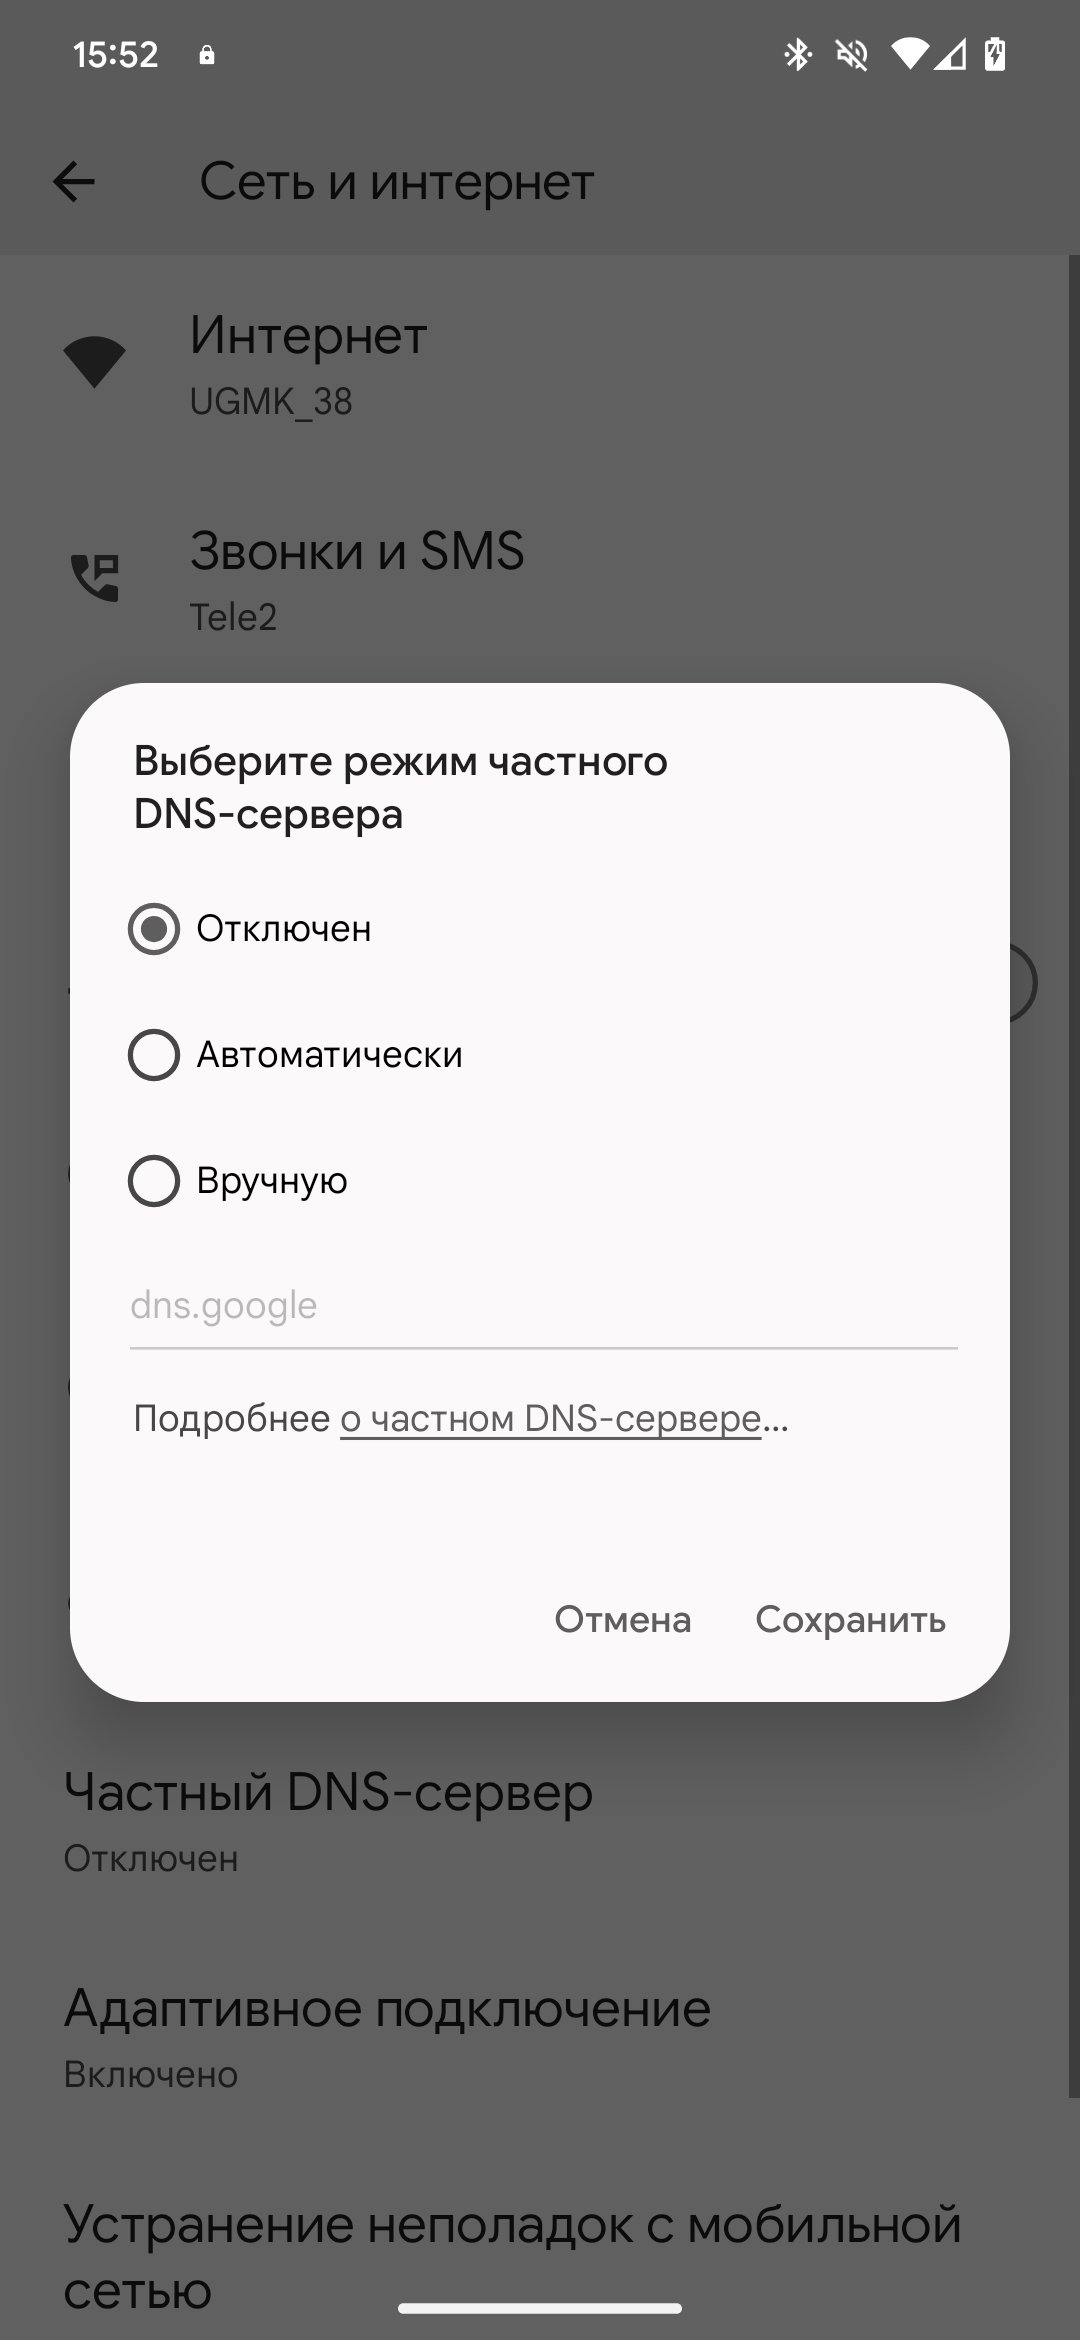 15:52
Сеть и интернет
Интернет
UGMK_38
Звонки и SMS
Tele2
Выберите режим частного
DNS-сервера
Отключен
Автоматически
Вручную
dns.google
Подробнее о частном DNS-сервере...
Отмена
Сохранить
Частный DNS-сервер
Отключен
Адаптивное подключение
Включено
Устранение неполадок с мобильной
сетью